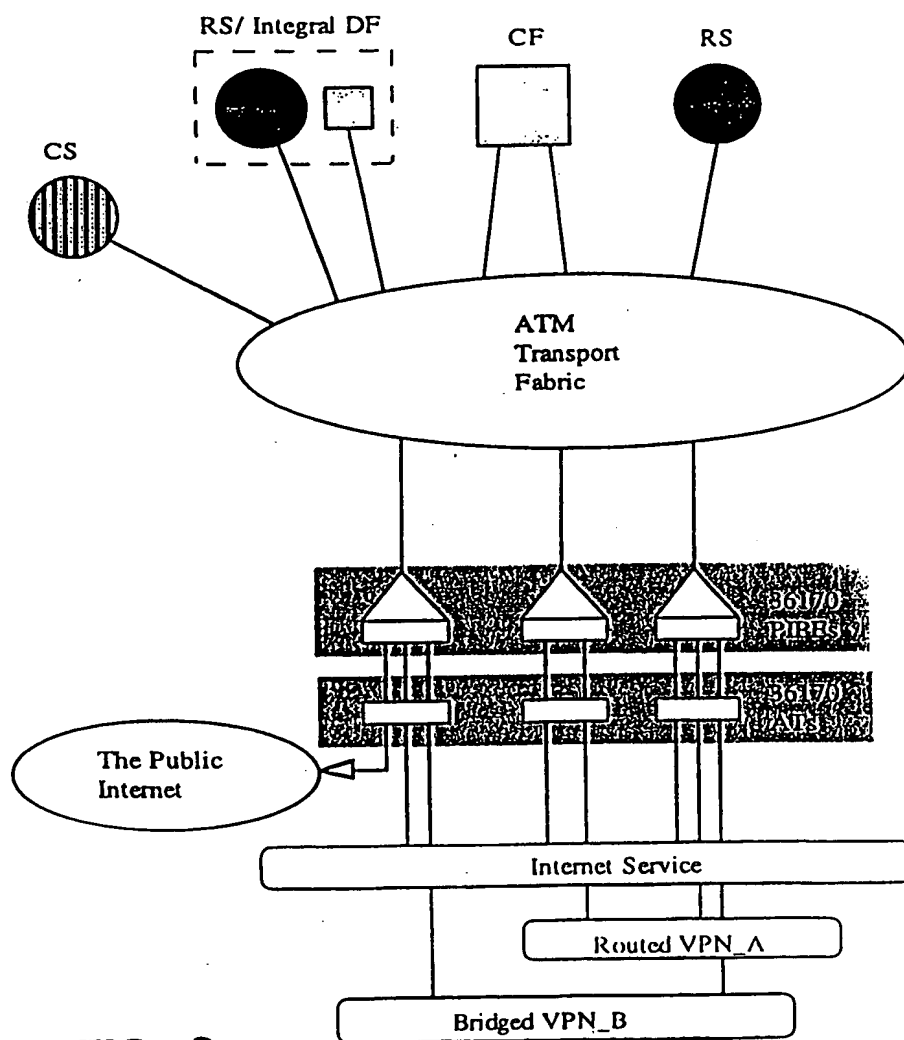 RS/ Integral DF
CF
RS
CS
ATM
Transport
Fabric
36170
PIREs
36170
ATs
The Public
Internet
Internet Service
Routed VPN_A
Bridged VPN_B